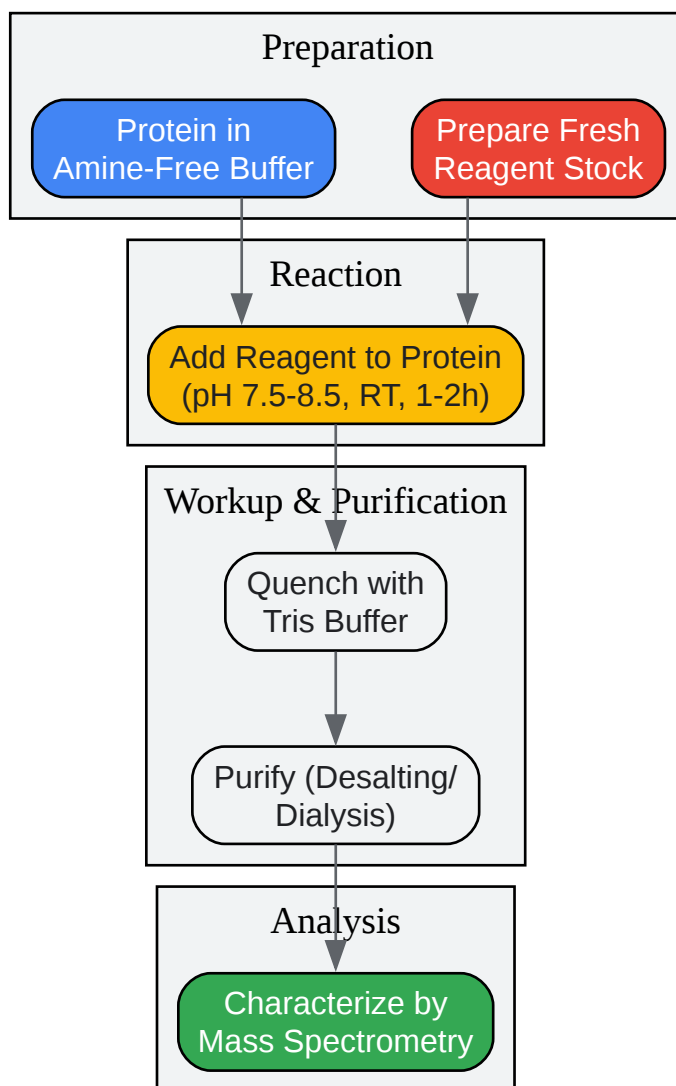 Preparation
Protein in
Amine-Free Buffer
Prepare Fresh
Reagent Stock
Reaction
Add Reagent to Protein
(pH 7.5-8.5, RT, 1-2h)
Workup & Purification
Quench with
Tris Buffer
Purify (Desalting/
Dialysis)
Analysis
Characterize by
Mass Spectrometry